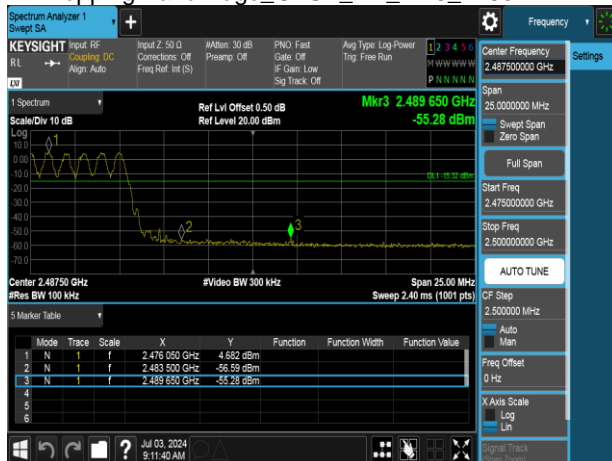 Spectrum Analyzer 1
Swept SA
+
Frequency
KEYSIGHT
RL
Input: RF
Coupling: DC
Align: Auto
Input Z: 50 Ω
Corrections: Off
Freq Ref: Int (S)
#Atten: 30 dB
Preamp: Off
PNO: Fast
Gate: Off
IF Gain: Low
Sig Track: Off
Avg Type: Log-Power
Trig: Free Run
1 2 3 4 5 6
M W W W W W
P N N N N N
LXI
Center Frequency
2.487500000 GHz
Settings
Span
25.0000000 MHz
Swept Span
Zero Span
Full Span
Start Freq
2.475000000 GHz
Stop Freq
2.500000000 GHz
AUTO TUNE
CF Step
2.500000 MHz
Auto
Man
Freq Offset
0 Hz
X Axis Scale
Log
Lin
Signal Track
(Span Zoom)
1 Spectrum
Scale/Div 10 dB
Ref Lvl Offset 0.50 dB
Ref Level 20.00 dBm
Mkr3 2.489 650 GHz
-55.28 dBm
Log
10.0
0.00
-10.0
-20.0
-30.0
-40.0
-50.0
-60.0
-70.0
1
2
3
DL1 -15.32 dBm
Center 2.48750 GHz
#Res BW 100 kHz
#Video BW 300 kHz
Span 25.00 MHz
Sweep 2.40 ms (1001 pts)
5 Marker Table
Mode Trace Scale X Y Function Function Width Function Value
1 N 1 f 2.476 050 GHz 4.682 dBm
2 N 1 f 2.483 500 GHz -56.59 dBm
3 N 1 f 2.489 650 GHz -55.28 dBm
4
5
6
?
Jul 03, 2024
9:11:40 AM